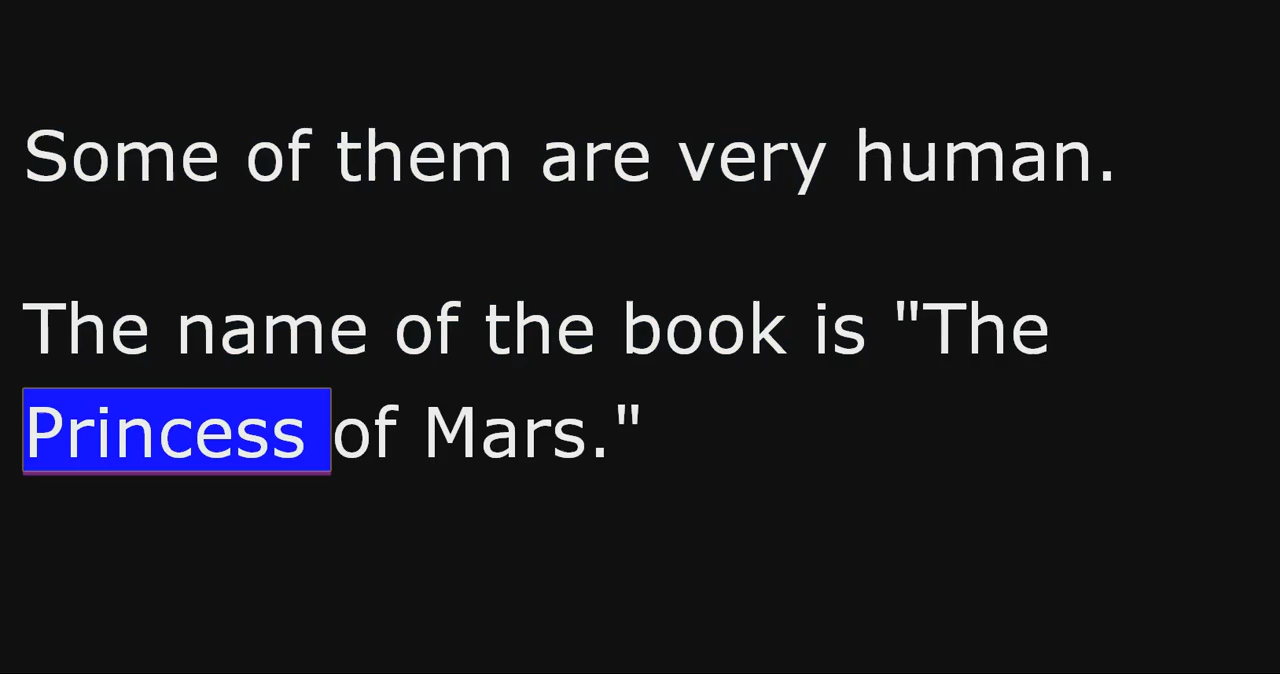 Some of them are very human.
The name of the book is "The
Princess of Mars."